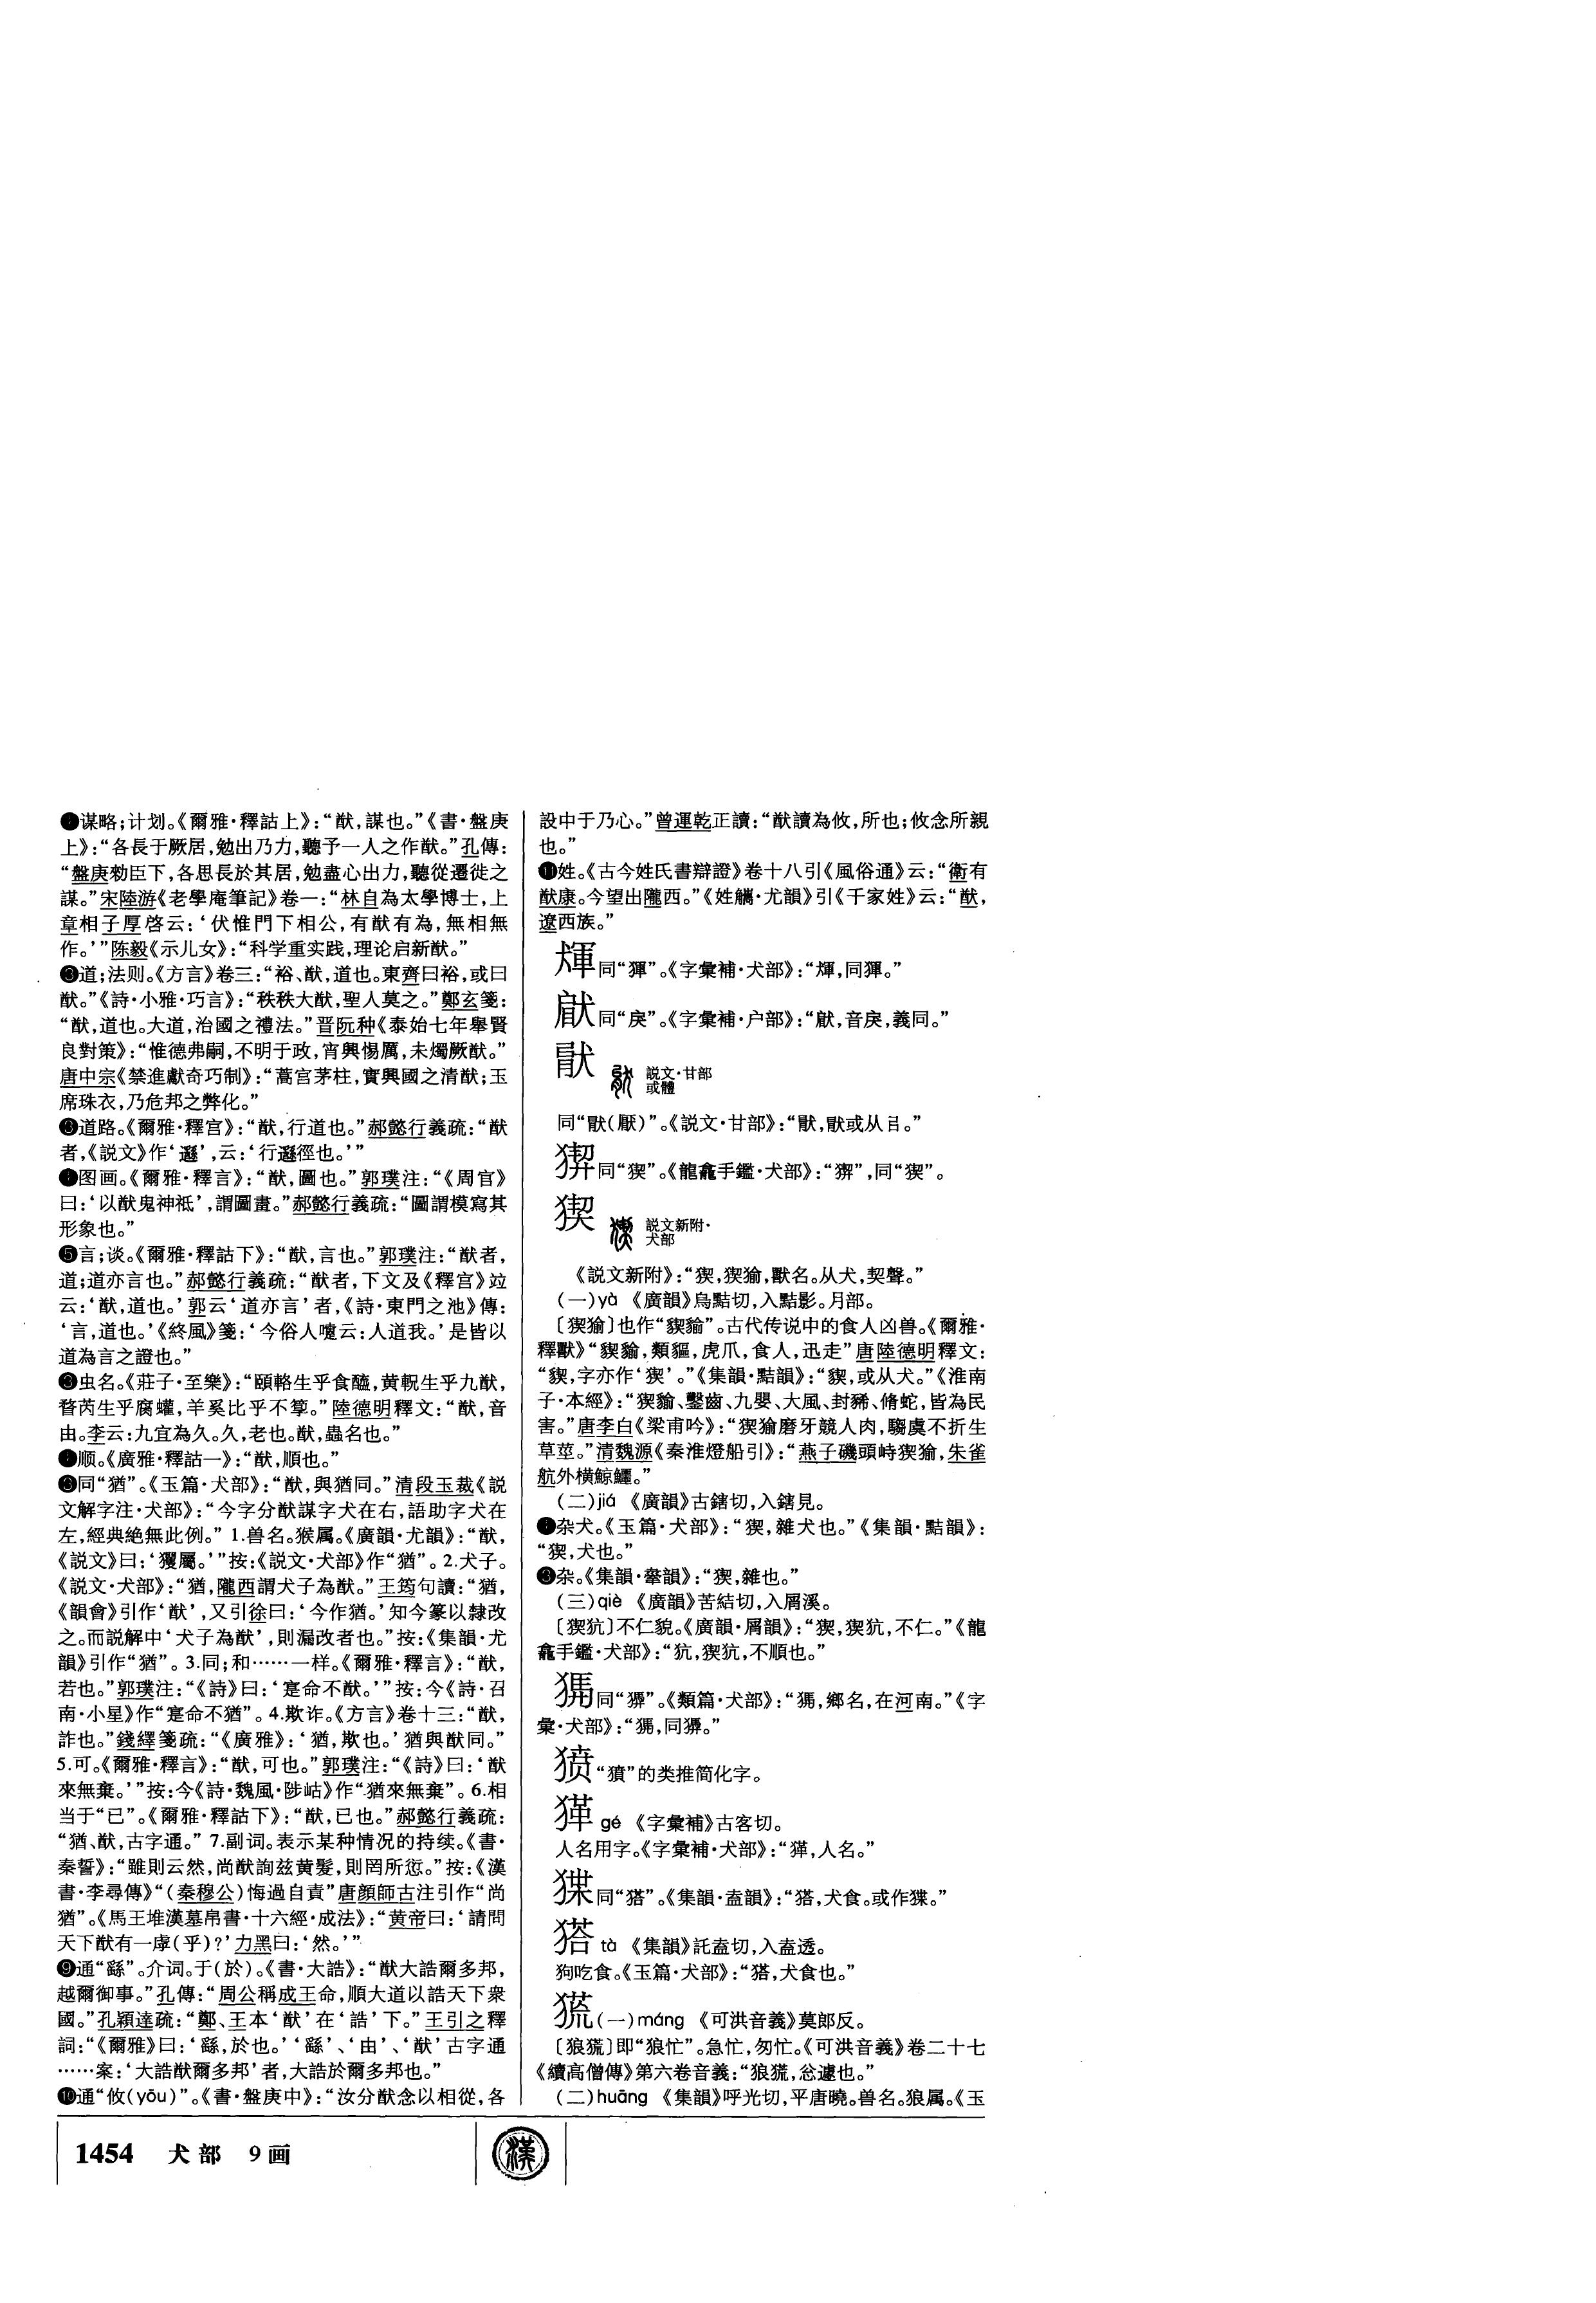 谋略;计划。《爾雅·釋詁上》:“猷,謀也。”《書·盤庚
上》:“各長于厥居,勉出乃力,聽予一人之作猷。”孔傳:
“盤庚勑臣下,各思長於其居,勉盡心出力,聽從遷徙之
謀。”宋陸游《老學庵筆記》卷一:“林自為太學博士,上
章相子厚啓云:‘伏惟門下相公,有猷有為,無相無
作。’”陈毅《示儿女》:“科学重实践,理论启新猷。”
❸道;法则。《方言》卷三:“裕、猷,道也。東齊曰裕,或曰
猷。”《詩·小雅·巧言》:“秩秩大猷,聖人莫之。”鄭玄箋:
“猷,道也。大道,治國之禮法。”晋阮种《泰始七年舉賢
良對策》:“惟德弗嗣,不明于政,宵興惕厲,未燭厥猷。”
唐中宗《禁進獻奇巧制》:“蒿宫茅柱,實興國之清猷;玉
席珠衣,乃危邦之弊化。”
❸道路。《爾雅·釋宫》:“猷,行道也。”郝懿行義疏:“猷
者,《説文》作‘𨖍’,云:‘行𨖍徑也。’”
图画。《爾雅·釋言》:“猷,圖也。”郭璞注:“《周官》
曰:‘以猷鬼神祇’,謂圖畫。”郝懿行義疏:“圖謂模寫其
形象也。”
❺言;谈。《爾雅·釋詁下》:“猷,言也。”郭璞注:“猷者,
道;道亦言也。”郝懿行義疏:“猷者,下文及《釋宫》竝
云:‘猷,道也。’郭云‘道亦言’者,《詩·東門之池》傳:
‘言,道也。’《終風》箋:‘今俗人嚏云:人道我。’是皆以
道為言之證也。”
❸虫名。《莊子·至樂》:“頤輅生乎食醯,黄軦生乎九猷,
瞀芮生乎腐蠸,羊奚比乎不箰。”陸德明釋文:“猷,音
由。李云:九宜為久。久,老也。猷,蟲名也。”
顺。《廣雅·釋詁一》:“猷,順也。”
❸同“猶”。《玉篇·犬部》:“猷,與猶同。”清段玉裁《説
文解字注·犬部》:“今字分猷謀字犬在右,語助字犬在
左,經典絶無此例。” 1.兽名。猴属。《廣韻·尤韻》:“猷,
《説文》曰:‘玃屬。’”按:《説文·犬部》作“猶”。2.犬子。
《説文·犬部》:“猶,隴西謂犬子為猷。”王筠句讀:“猶,
《韻會》引作‘猷’,又引徐曰:‘今作猶。’知今篆以隸改
之。而説解中‘犬子為猷’,則漏改者也。”按:《集韻·尤
韻》引作“猶”。3.同;和……一样。《爾雅·釋言》:“猷,
若也。”郭璞注:“《詩》曰:‘寔命不猷。’”按:今《詩·召
南·小星》作“寔命不猶”。4.欺诈。《方言》卷十三:“猷,
詐也。”錢繹箋疏:“《廣雅》:‘猶,欺也。’猶與猷同。”
5.可。《爾雅·釋言》:“猷,可也。”郭璞注:“《詩》曰:‘猷
來無棄。’”按:今《詩·魏風·陟岵》作“猶來無棄”。6.相
当于“已”。《爾雅·釋詁下》:“猷,已也。”郝懿行義疏:
“猶、猷,古字通。” 7.副词。表示某种情况的持续。《書·
秦誓》:“雖則云然,尚猷詢兹黄髮,則罔所愆。”按:《漢
書·李尋傳》“(秦穆公)悔過自責”唐顔師古注引作“尚
猶”。《馬王堆漢墓帛書·十六經·成法》:“黄帝曰:‘請問
天下猷有一虖(乎)?’力黑曰:‘然。’”
❾通“繇”。介词。于(於)。《書·大誥》:“猷大誥爾多邦,
越爾御事。”孔傳:“周公稱成王命,順大道以誥天下衆
國。”孔穎達疏:“鄭、王本‘猷’在‘誥’下。”王引之釋
詞:“《爾雅》曰:‘繇,於也。’‘繇’、‘由’、‘猷’古字通
……案:‘大誥猷爾多邦’者,大誥於爾多邦也。”
❿通“攸(yōu)”。《書·盤庚中》:“汝分猷念以相從,各
設中于乃心。”曾運乾正讀:“猷讀為攸,所也;攸念所親
也。”
⓫姓。《古今姓氏書辯證》卷十八引《風俗通》云:“衛有
猷康。今望出隴西。”《姓觿·尤韻》引《千家姓》云:“猷,
遼西族。”
同“㺔”。《字彙補·犬部》:“,同㺔。”
同“戾”。《字彙補·户部》:“,音戾,義同。”
説文·甘部
或體
同“猒(厭)”。《説文·甘部》:“,猒或从㠯。”
同“猰”。《龍龕手鑑·犬部》:“”,同“猰”。
猰
説文新附·
犬部
《説文新附》:“猰,猰㺄,獸名。从犬,契聲。”
(一)yà 《廣韻》烏黠切,入黠影。月部。
〔猰㺄〕也作“貏貐”。古代传说中的食人凶兽。《爾雅·
釋獸》“猰貐,類貙,虎爪,食人,迅走”唐陸德明釋文:
“貏,字亦作‘猰’。”《集韻·黠韻》:“貏,或从犬。”《淮南
子·本經》:“猰貐、鑿齒、九嬰、大風、封豨、脩蛇,皆為民
害。”唐李白《梁甫吟》:“猰㺄磨牙競人肉,騶虞不折生
草莖。”清魏源《秦淮燈船引》:“燕子磯頭峙猰㺄,朱雀
航外横鯨鱷。”
(二)jiá 《廣韻》古鎋切,入鎋見。
杂犬。《玉篇·犬部》:“猰,雜犬也。”《集韻·黠韻》:
“猰,犬也。”
❸杂。《集韻·舝韻》:“猰,雜也。”
(三)qiè 《廣韻》苦結切,入屑溪。
〔猰犺〕不仁貌。《廣韻·屑韻》:“猰,猰犺,不仁。”《龍
龕手鑑·犬部》:“犺,猰犺,不順也。”
同“”。《類篇·犬部》:“,鄉名,在河南。”《字
彙·犬部》:“,同。”
“獖”的类推简化字。
gé 《字彙補》古客切。
人名用字。《字彙補·犬部》:“,人名。”
同“㺚”。《集韻·盍韻》:“,犬食。或作。”
tà 《集韻》託盍切,入盍透。
狗吃食。《玉篇·犬部》:“,犬食也。”
(一)máng 《可洪音義》莫郎反。
〔狼〕即“狼忙”。急忙,匆忙。《可洪音義》卷二十七
《續高僧傳》第六卷音義:“狼,忩遽也。”
(二)huāng 《集韻》呼光切,平唐曉。兽名。狼属。《玉
1454 犬部 9画
漢